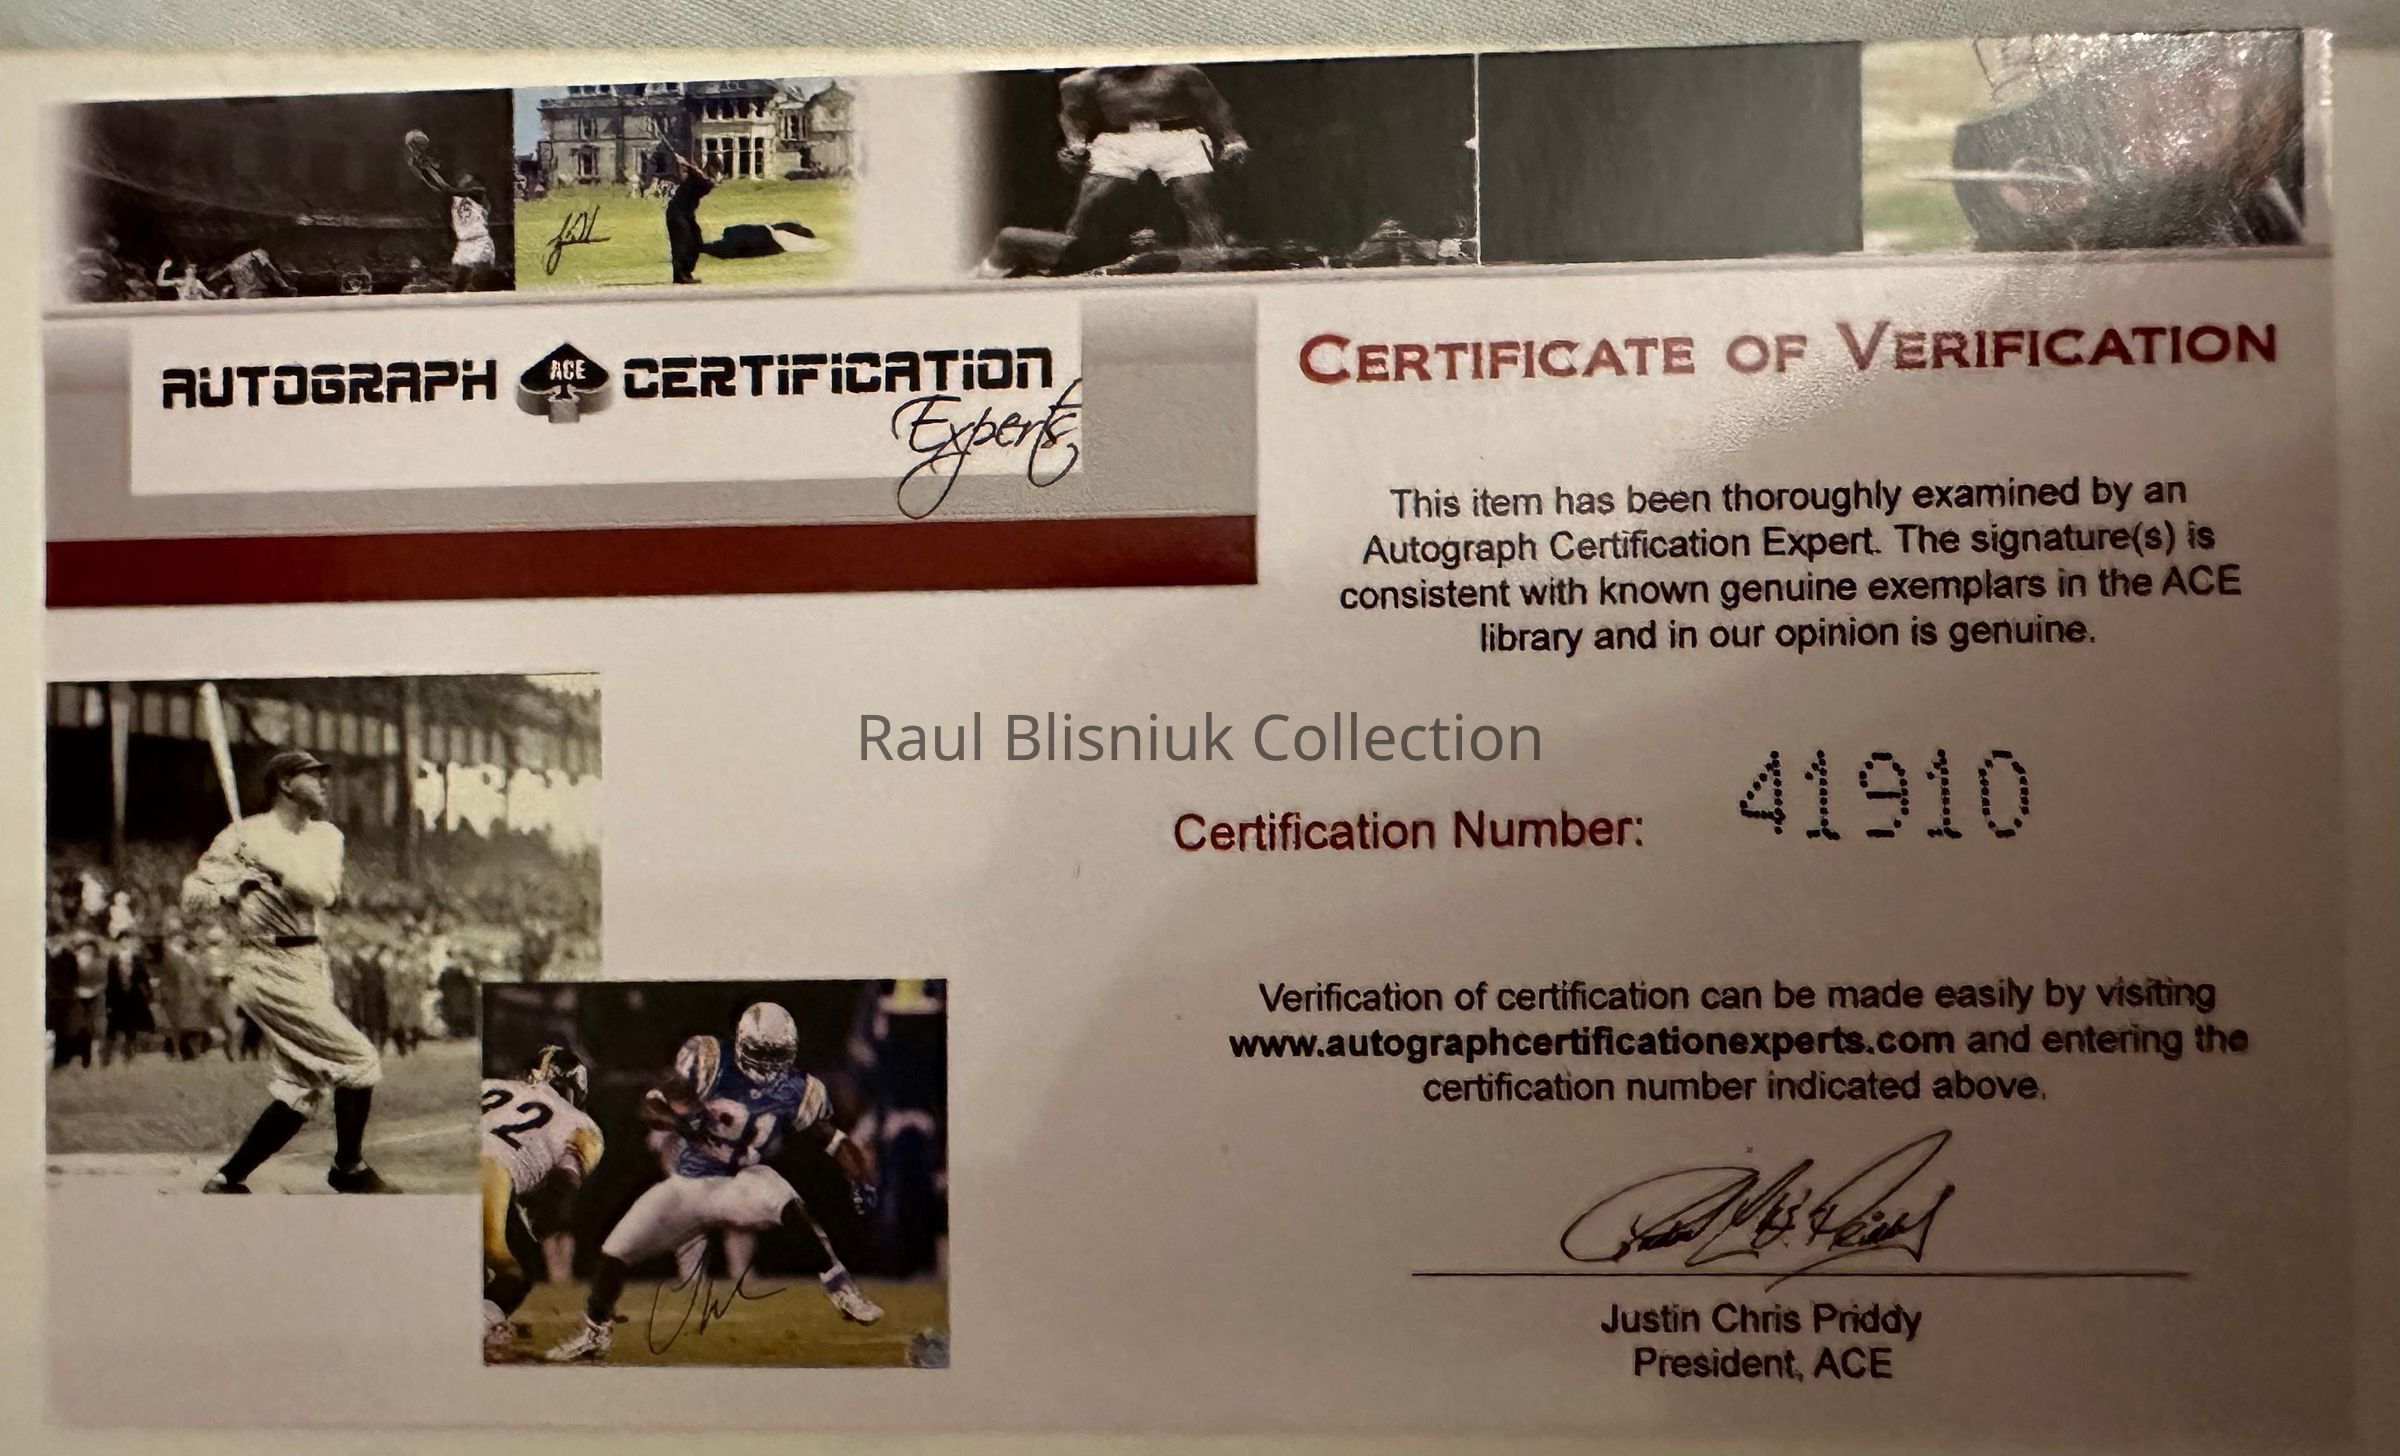 AUTOGRAPH ACE CERTIFICATION
Experts
CERTIFICATE OF VERIFICATION
This item has been thoroughly examined by an
Autograph Certification Expert. The signature(s) is
consistent with known genuine exemplars in the ACE
library and in our opinion is genuine.
Raul Blisniuk Collection
Certification Number: 41910
22
Verification of certification can be made easily by visiting
www.autographcertificationexperts.com and entering the
certification number indicated above.
Justin Chris Priddy
President, ACE